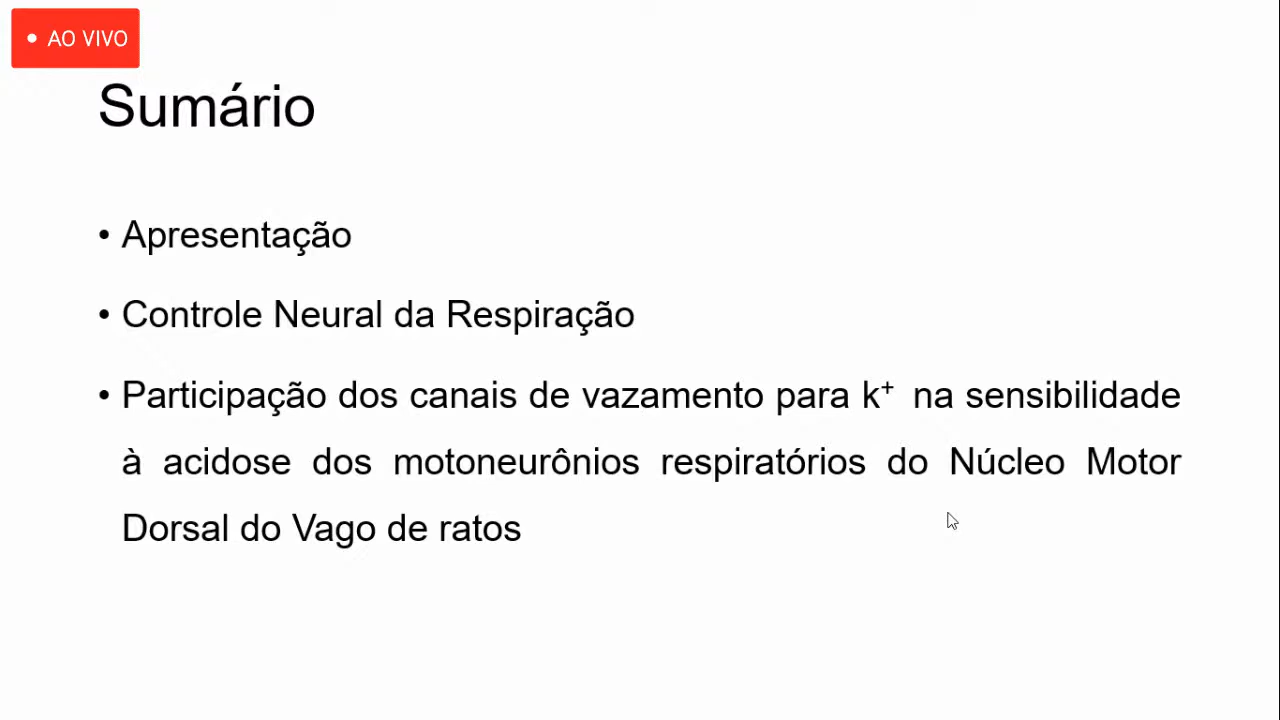 • AO VIVO
Sumário
• Apresentação
• Controle Neural da Respiração
• Participação dos canais de vazamento para k⁺ na sensibilidade
à acidose dos motoneurônios respiratórios do Núcleo Motor
Dorsal do Vago de ratos